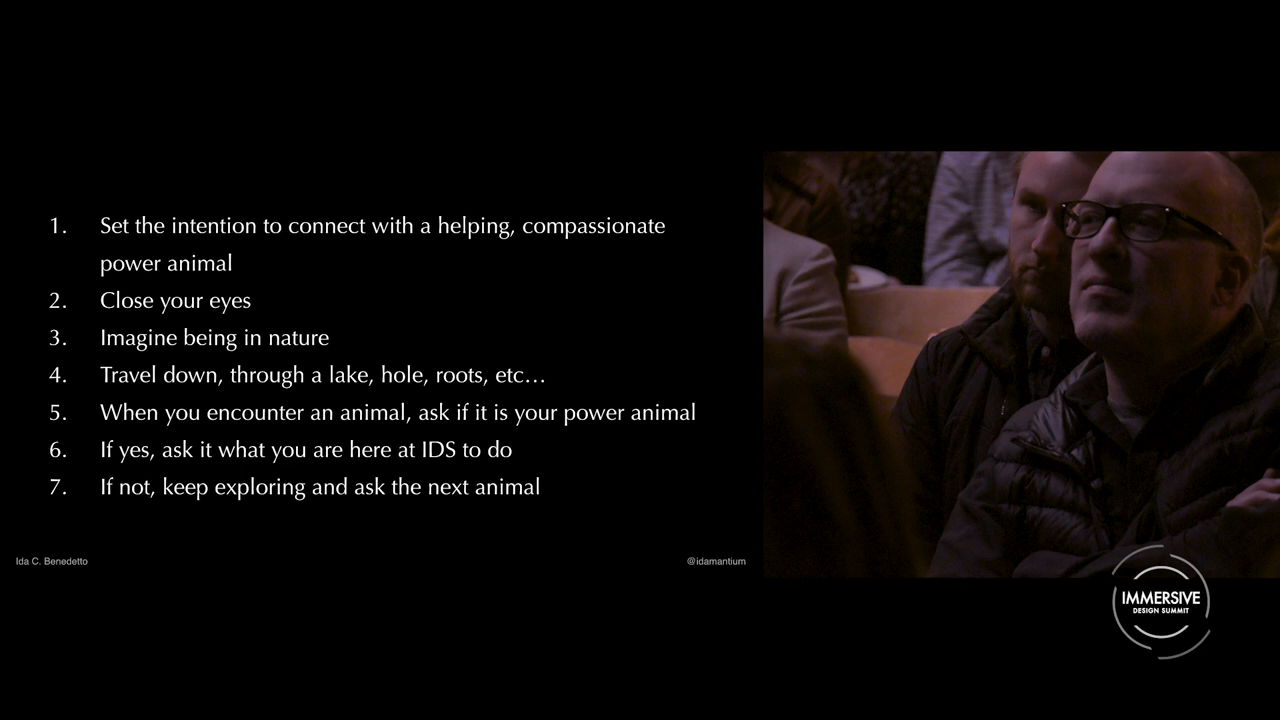 1. Set the intention to connect with a helping, compassionate
power animal
2. Close your eyes
3. Imagine being in nature
4. Travel down, through a lake, hole, roots, etc…
5. When you encounter an animal, ask if it is your power animal
6. If yes, ask it what you are here at IDS to do
7. If not, keep exploring and ask the next animal
Ida C. Benedetto
@idamantium
IMMERSIVE
DESIGN SUMMIT